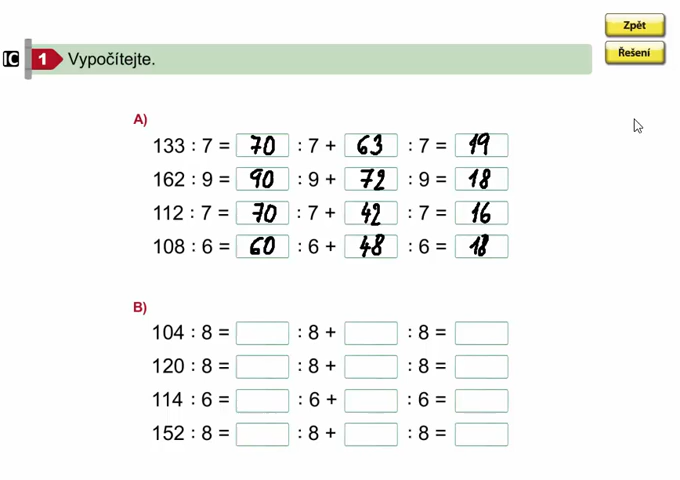 Zpět
Řešení
IC
1 Vypočítejte.
A)
133 : 7 = 70 : 7 + 63 : 7 = 19
162 : 9 = 90 : 9 + 72 : 9 = 18
112 : 7 = 70 : 7 + 42 : 7 = 16
108 : 6 = 60 : 6 + 48 : 6 = 18
B)
104 : 8 = : 8 + : 8 =
120 : 8 = : 8 + : 8 =
114 : 6 = : 6 + : 6 =
152 : 8 = : 8 + : 8 =